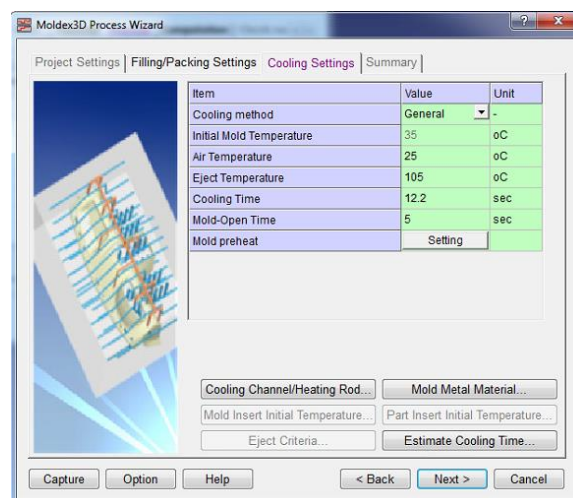 Moldex3D Process Wizard
Project Settings Filling/Packing Settings Cooling Settings Summary
Item Value Unit
Cooling method General -
Initial Mold Temperature 35 oC
Air Temperature 25 oC
Eject Temperature 105 oC
Cooling Time 12.2 sec
Mold-Open Time 5 sec
Mold preheat Setting
Cooling Channel/Heating Rod... Mold Metal Material...
Mold Insert Initial Temperature... Part Insert Initial Temperature...
Eject Criteria... Estimate Cooling Time...
Capture Option Help < Back Next > Cancel